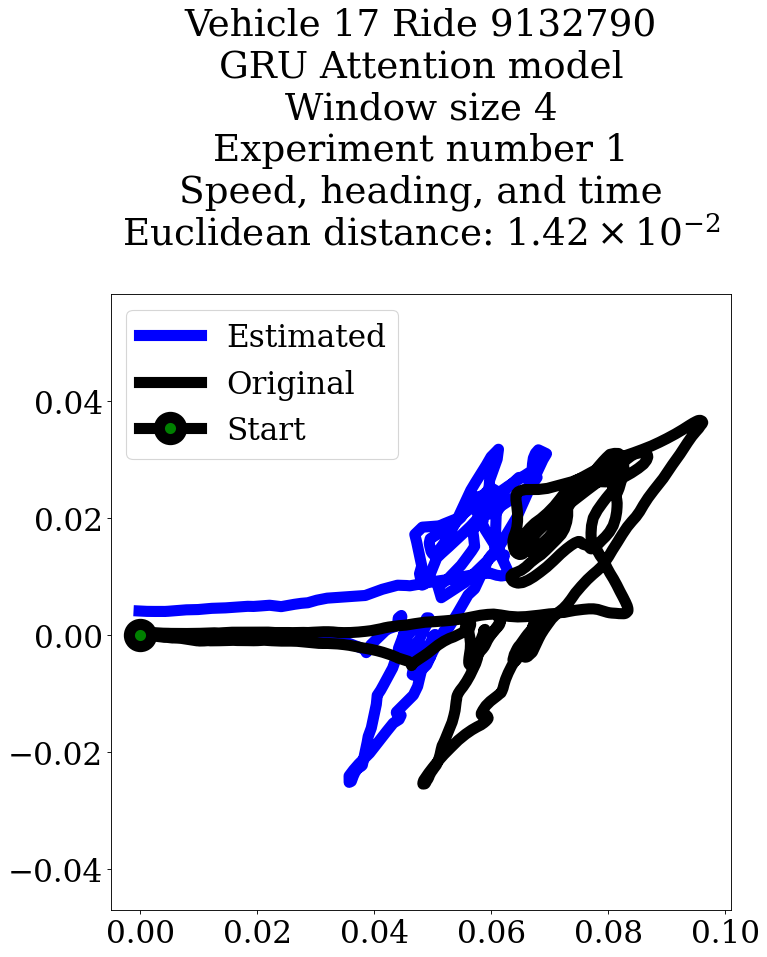 Vehicle 17 Ride 9132790
GRU Attention model
Window size 4
Experiment number 1
Speed, heading, and time
Euclidean distance: 1.42 × 10⁻²
Estimated
Original
Start
0.04
0.02
0.00
−0.02
−0.04
0.00 0.02 0.04 0.06 0.08 0.10